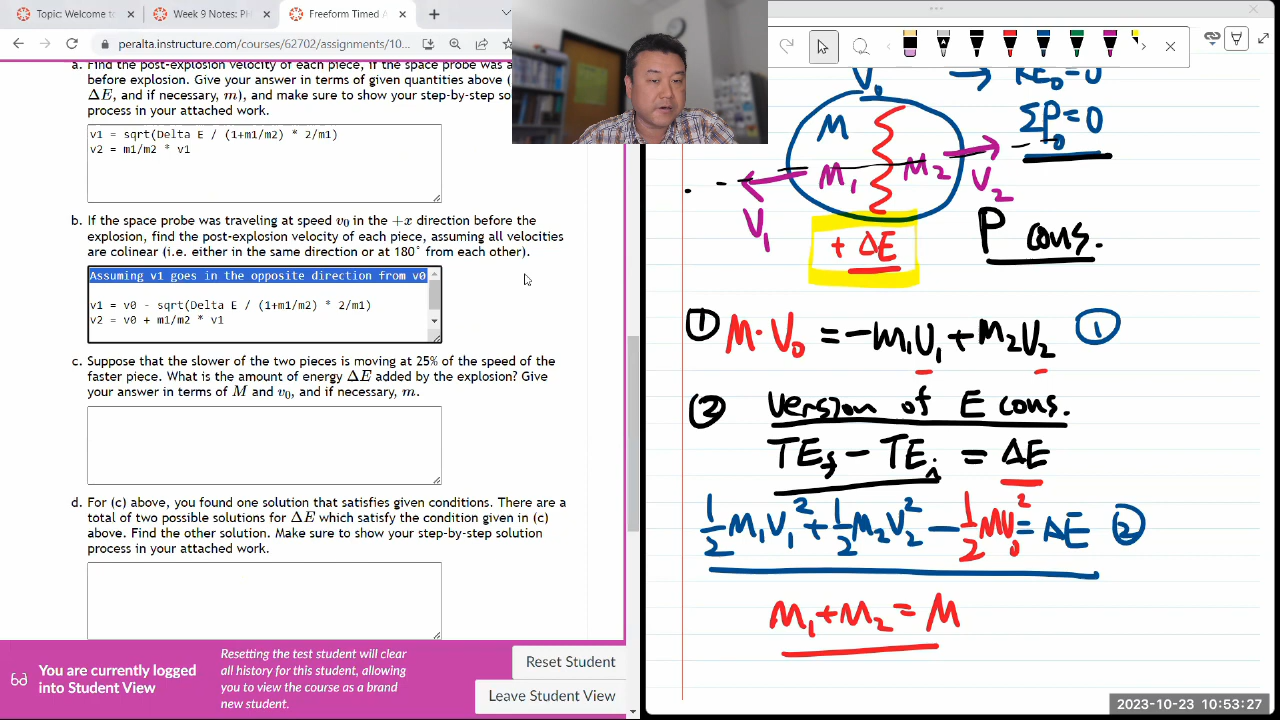 Topic: Welcome to
Week 9 Notes: PH
Freeform Timed A
peralta.instructure.com/courses/62702/assignments/10...
a. Find the post-explosion velocity of each piece, if the space probe was a
before explosion. Give your answer in terms of given quantities above (
ΔE, and if necessary, m), and make sure to show your step-by-step so
process in your attached work.
v1 = sqrt(Delta E / (1+m1/m2) * 2/m1)
v2 = m1/m2 * v1
b. If the space probe was traveling at speed v₀ in the +x direction before the
explosion, find the post-explosion velocity of each piece, assuming all velocities
are colinear (i.e. either in the same direction or at 180° from each other).
Assuming v1 goes in the opposite direction from v0
v1 = v0 - sqrt(Delta E / (1+m1/m2) * 2/m1)
v2 = v0 + m1/m2 * v1
c. Suppose that the slower of the two pieces is moving at 25% of the speed of the
faster piece. What is the amount of energy ΔE added by the explosion? Give
your answer in terms of M and v₀, and if necessary, m.
d. For (c) above, you found one solution that satisfies given conditions. There are a
total of two possible solutions for ΔE which satisfy the condition given in (c)
above. Find the other solution. Make sure to show your step-by-step solution
process in your attached work.
You are currently logged
into Student View
Resetting the test student will clear
all history for this student, allowing
you to view the course as a brand
new student.
Reset Student
Leave Student View
V₀ → KE₀=0
ΣP₀=0
M
M₁ M₂
V₁ V₂
+ ΔE
P cons.
① M·V₀ = -M₁V₁ + M₂V₂ ①
② Version of E cons.
TE_f - TE_i = ΔE
½M₁V₁² + ½M₂V₂² - ½MV₀² = ΔE ②
M₁ + M₂ = M
2023-10-23 10:53:27